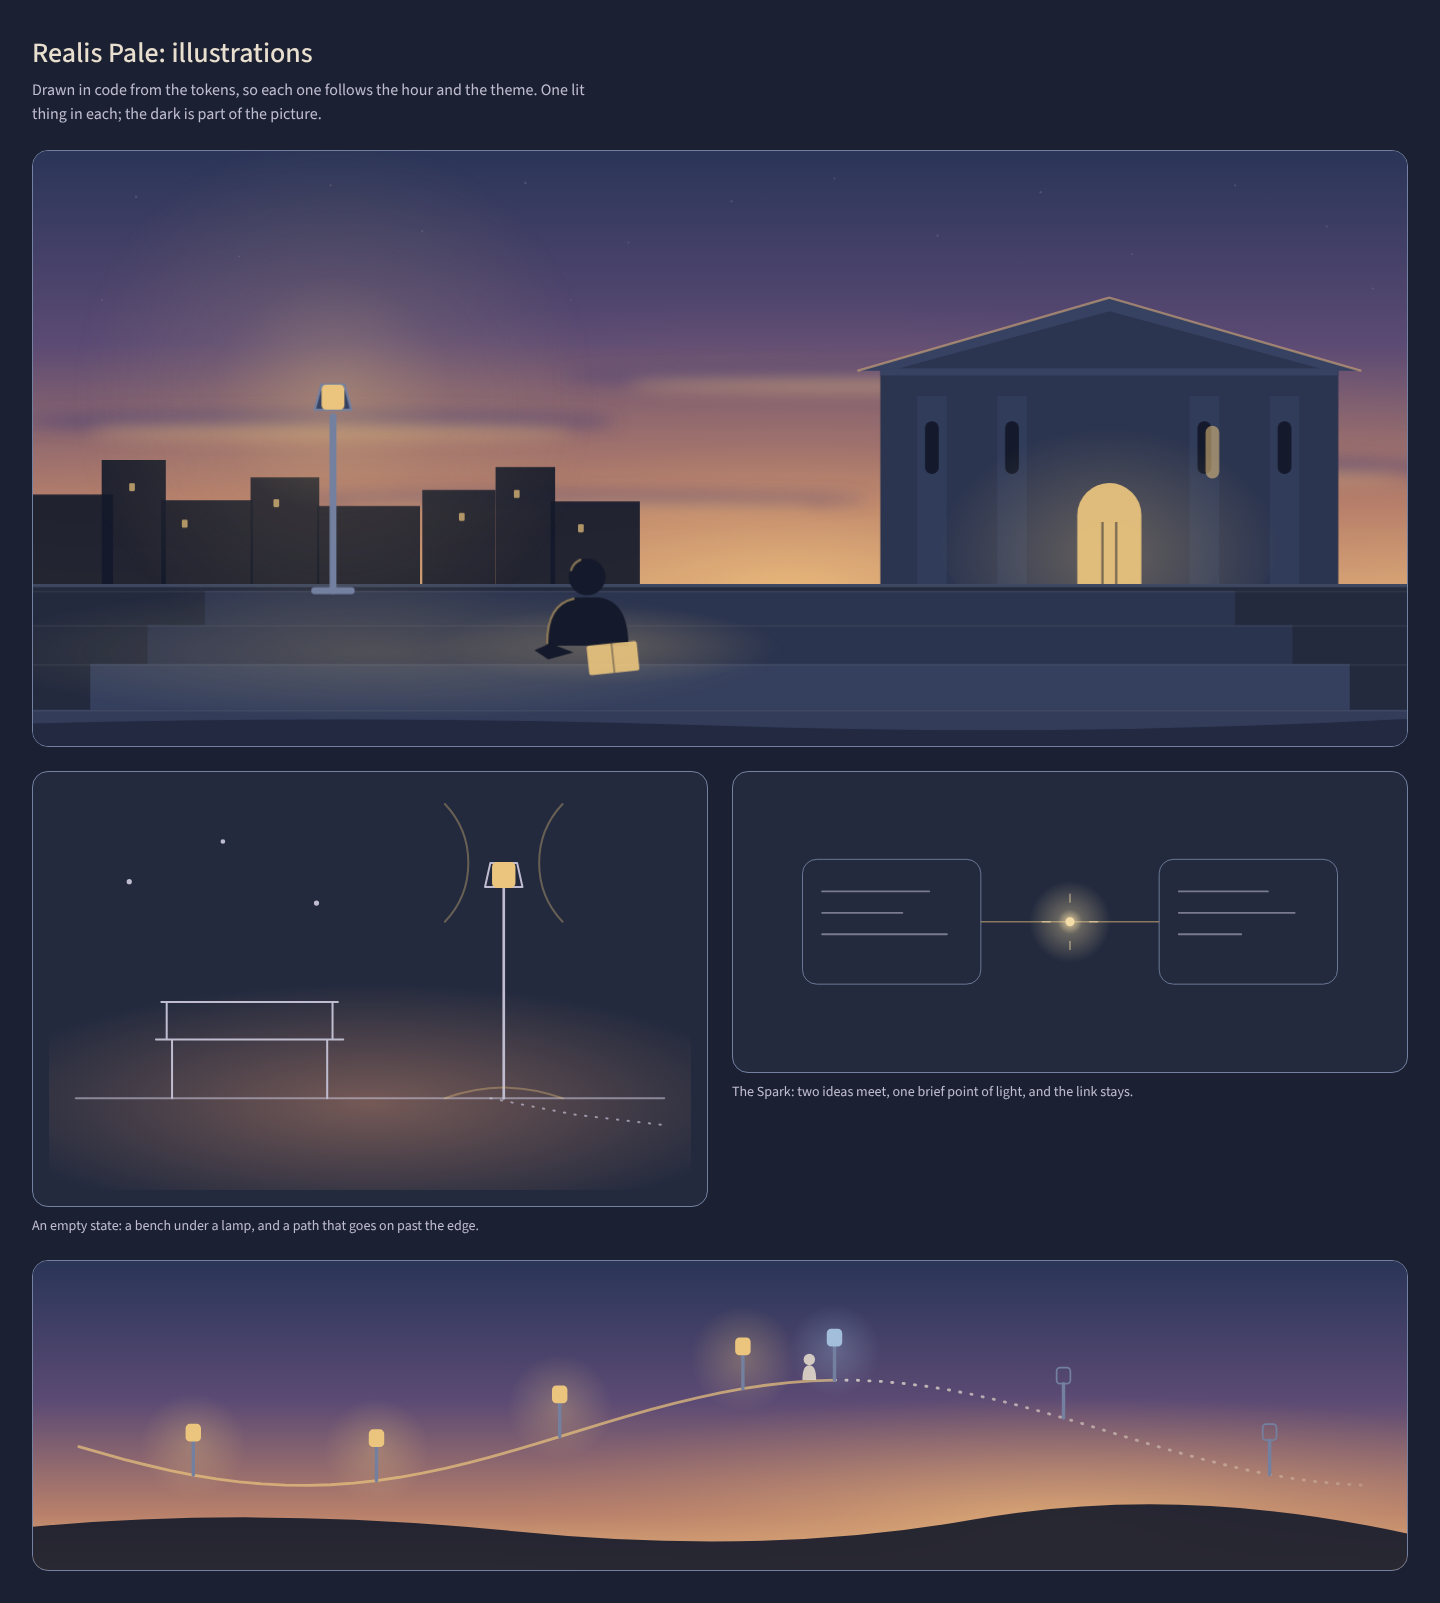 Realis Pale: illustrations
Drawn in code from the tokens, so each one follows the hour and the theme. One lit
thing in each; the dark is part of the picture.
The Spark: two ideas meet, one brief point of light, and the link stays.
An empty state: a bench under a lamp, and a path that goes on past the edge.